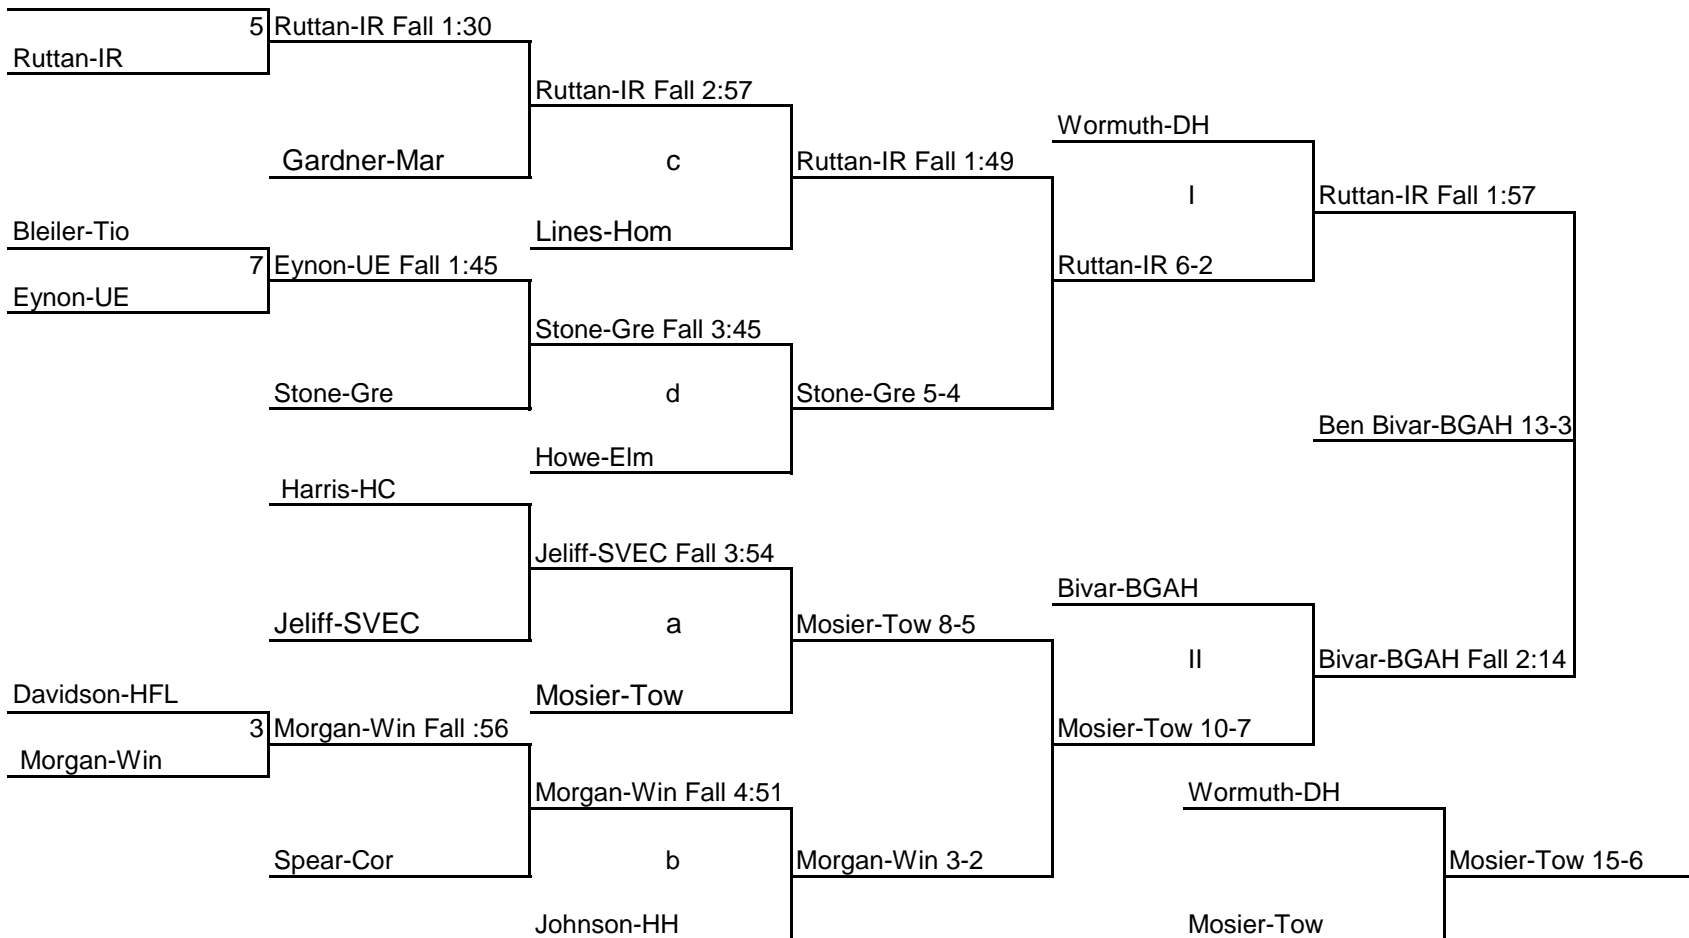 5 Ruttan-IR Fall 1:30
Ruttan-IR
Ruttan-IR Fall 2:57
Wormuth-DH
Gardner-Mar c Ruttan-IR Fall 1:49
I Ruttan-IR Fall 1:57
Bleiler-Tio Lines-Hom
7 Eynon-UE Fall 1:45 Ruttan-IR 6-2
Eynon-UE
Stone-Gre Fall 3:45
Stone-Gre d Stone-Gre 5-4
Ben Bivar-BGAH 13-3
Howe-Elm
Harris-HC
Jeliff-SVEC Fall 3:54
Bivar-BGAH
Jeliff-SVEC a Mosier-Tow 8-5
II Bivar-BGAH Fall 2:14
Davidson-HFL Mosier-Tow
3 Morgan-Win Fall :56 Mosier-Tow 10-7
Morgan-Win
Morgan-Win Fall 4:51 Wormuth-DH
Spear-Cor b Morgan-Win 3-2 Mosier-Tow 15-6
Johnson-HH Mosier-Tow